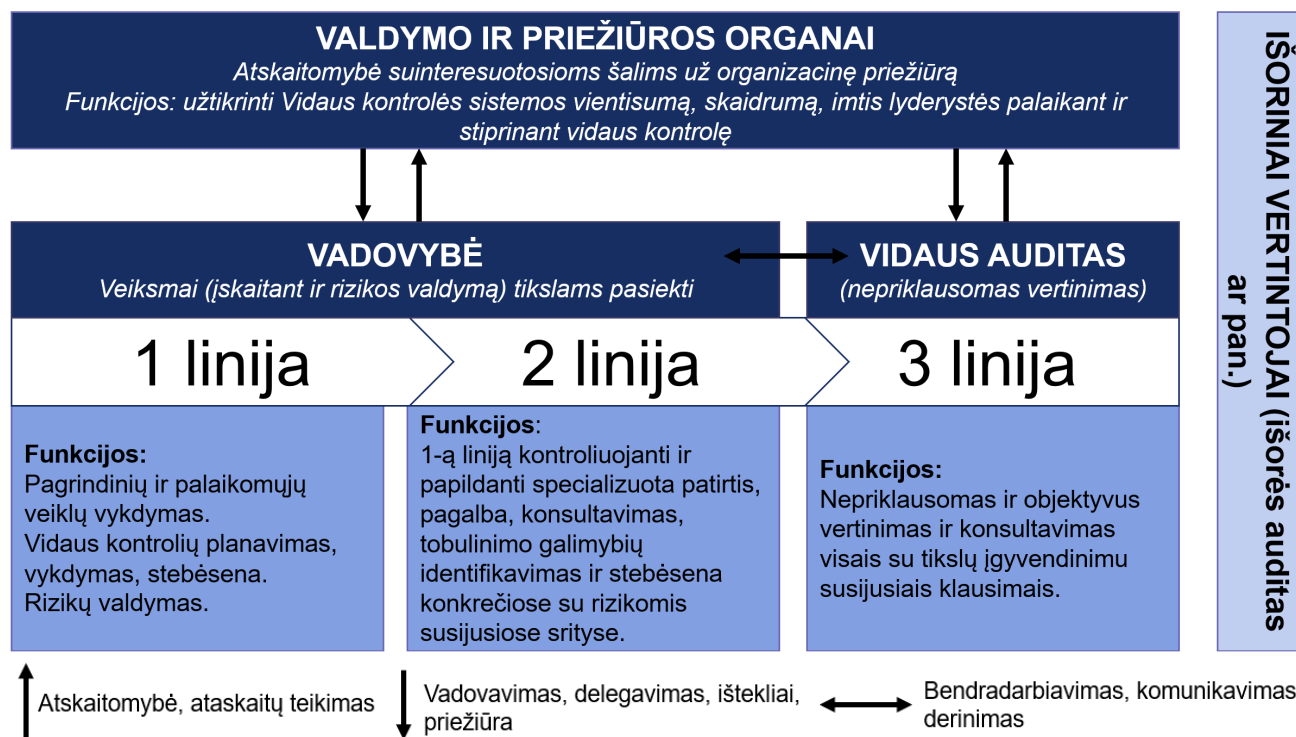 VALDYMO IR PRIEŽIŪROS ORGANAI
Atskaitomybė suinteresuotosioms šalims už organizacinę priežiūrą
Funkcijos: užtikrinti Vidaus kontrolės sistemos vientisumą, skaidrumą, imtis lyderystės palaikant ir
stiprinant vidaus kontrolę
VADOVYBĖ
Veiksmai (įskaitant ir rizikos valdymą) tikslams pasiekti
VIDAUS AUDITAS
(nepriklausomas vertinimas)
1 linija
2 linija
3 linija
Funkcijos:
Pagrindinių ir palaikomųjų
veiklų vykdymas.
Vidaus kontrolių planavimas,
vykdymas, stebėsena.
Rizikų valdymas.
Funkcijos:
1-ą liniją kontroliuojanti ir
papildanti specializuota patirtis,
pagalba, konsultavimas,
tobulinimo galimybių
identifikavimas ir stebėsena
konkrečiose su rizikomis
susijusiose srityse.
Funkcijos:
Nepriklausomas ir objektyvus
vertinimas ir konsultavimas
visais su tikslų įgyvendinimu
susijusiais klausimais.
IŠORINIAI VERTINTOJAI (išorės auditas
ar pan.)
Atskaitomybė, ataskaitų teikimas
Vadovavimas, delegavimas, ištekliai,
priežiūra
Bendradarbiavimas, komunikavimas
derinimas